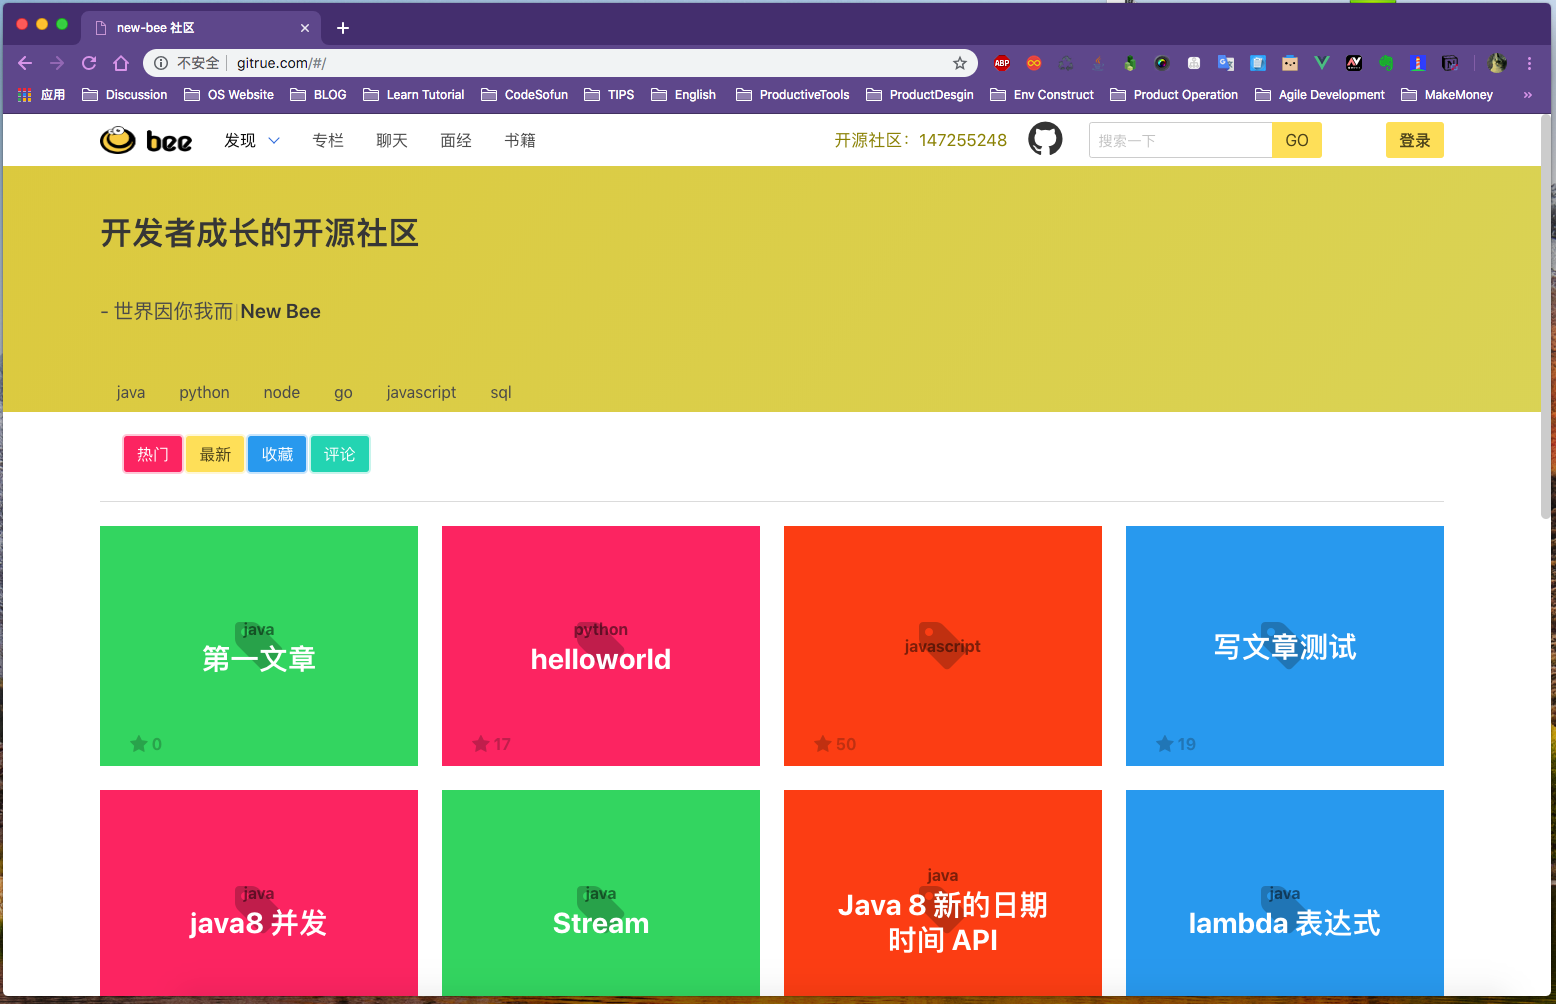 new-bee 社区
不安全 gitrue.com/#/
ABP
应用 Discussion OS Website BLOG Learn Tutorial CodeSofun TIPS English ProductiveTools ProductDesgin Env Construct Product Operation Agile Development MakeMoney »
bee 发现 专栏 聊天 面经 书籍 开源社区：147255248 搜索一下 GO 登录
开发者成长的开源社区
- 世界因你我而 New Bee
java python node go javascript sql
热门 最新 收藏 评论
java
第一文章
0
python
helloworld
17
javascript
50
写文章测试
19
java
java8 并发
java
Stream
java
Java 8 新的日期
时间 API
java
lambda 表达式